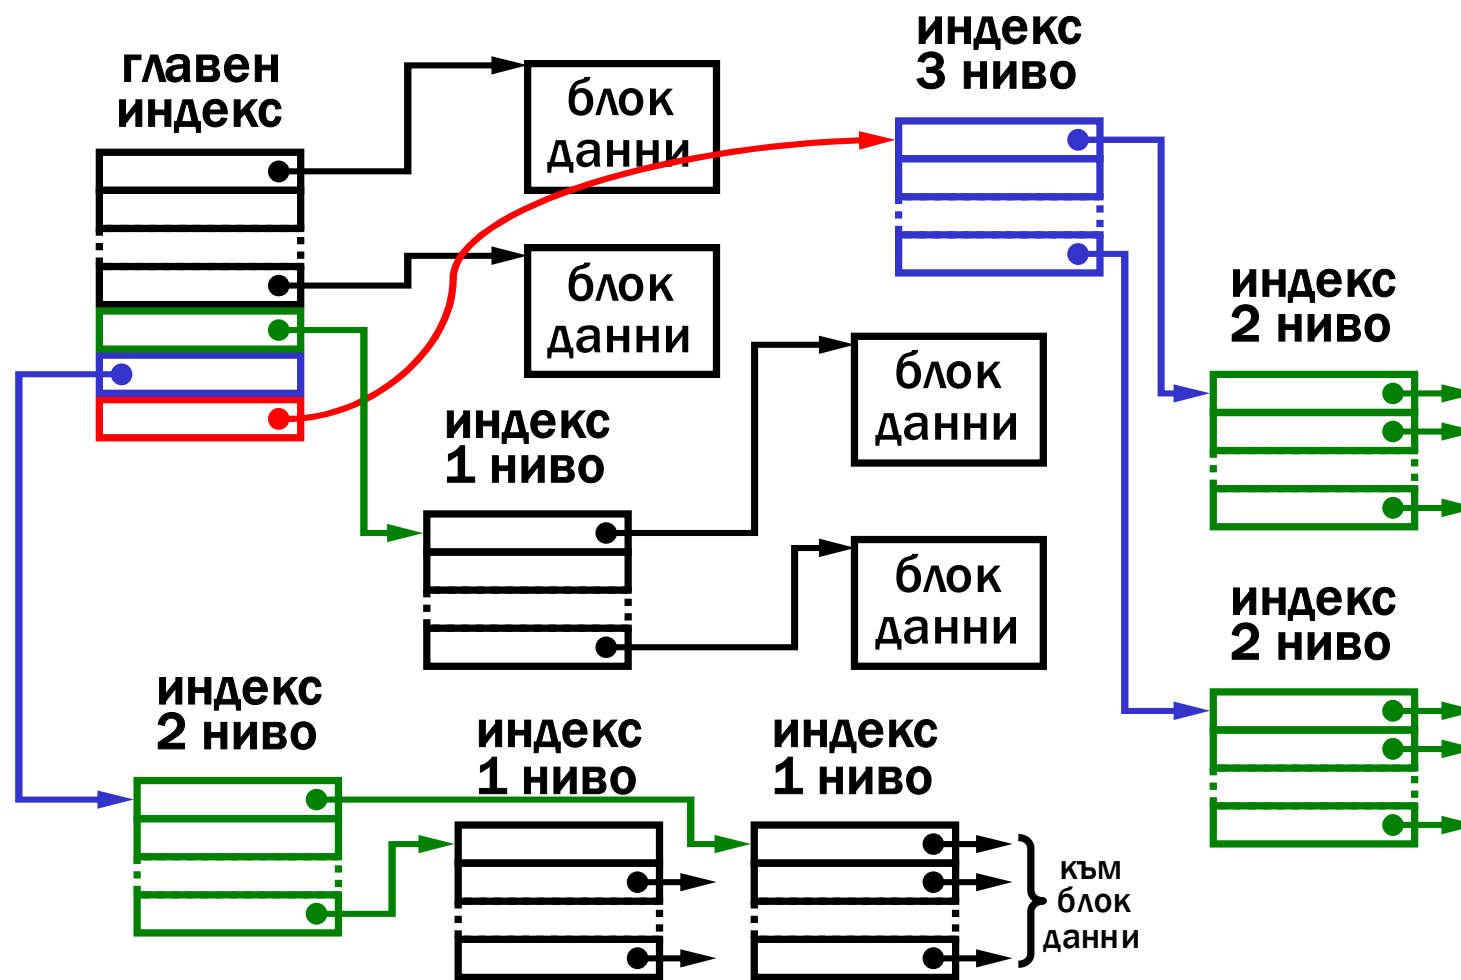 главен
индекс
блок
данни
индекс
3 ниво
блок
данни
индекс
2 ниво
блок
данни
индекс
1 ниво
блок
данни
индекс
2 ниво
индекс
2 ниво
индекс
1 ниво
индекс
1 ниво
към
блок
данни